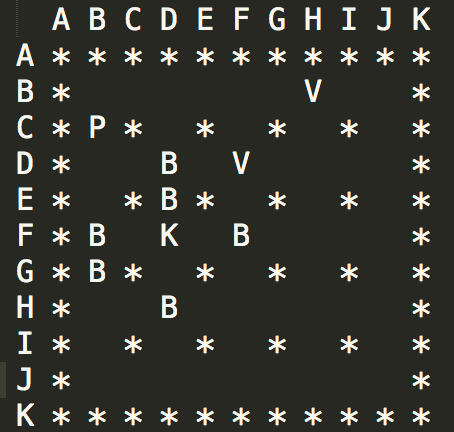 A B C D E F G H I J K
A * * * * * * * * * * *
B *             V     *
C * P *   *   *   *   *
D *     B   V         *
E *   * B *   *   *   *
F * B   K   B         *
G * B *   *   *   *   *
H *     B             *
I *   *   *   *   *   *
J *                   *
K * * * * * * * * * * *